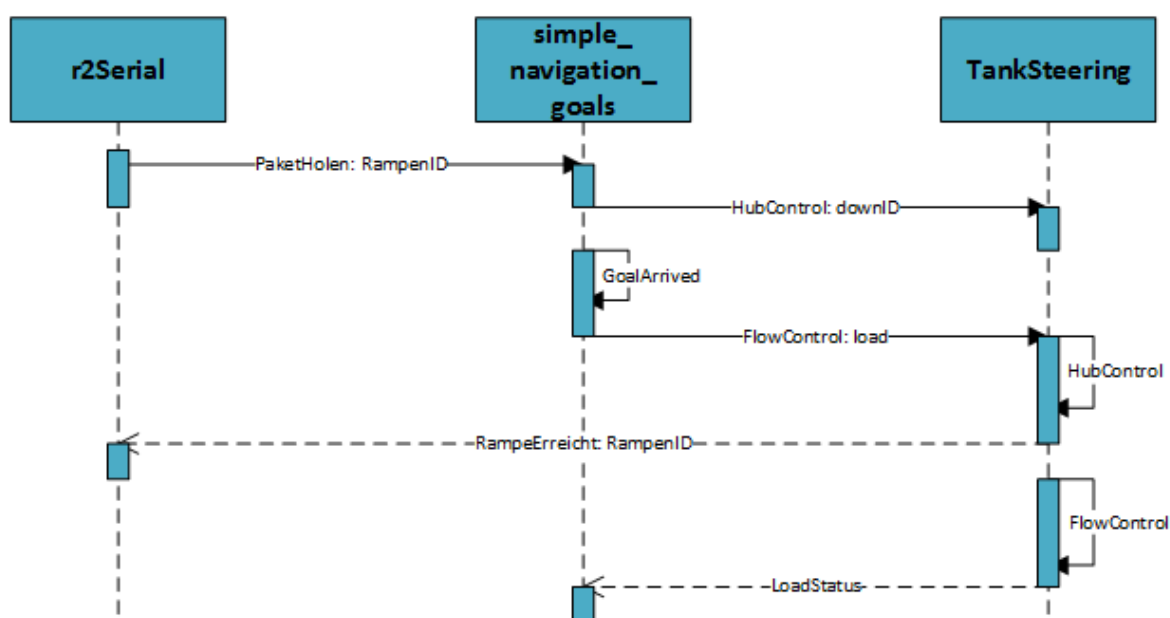 r2Serial
simple_
navigation_
goals
TankSteering
PaketHolen: RampenID
HubControl: downID
GoalArrived
FlowControl: load
HubControl
RampeErreicht: RampenID
FlowControl
LoadStatus